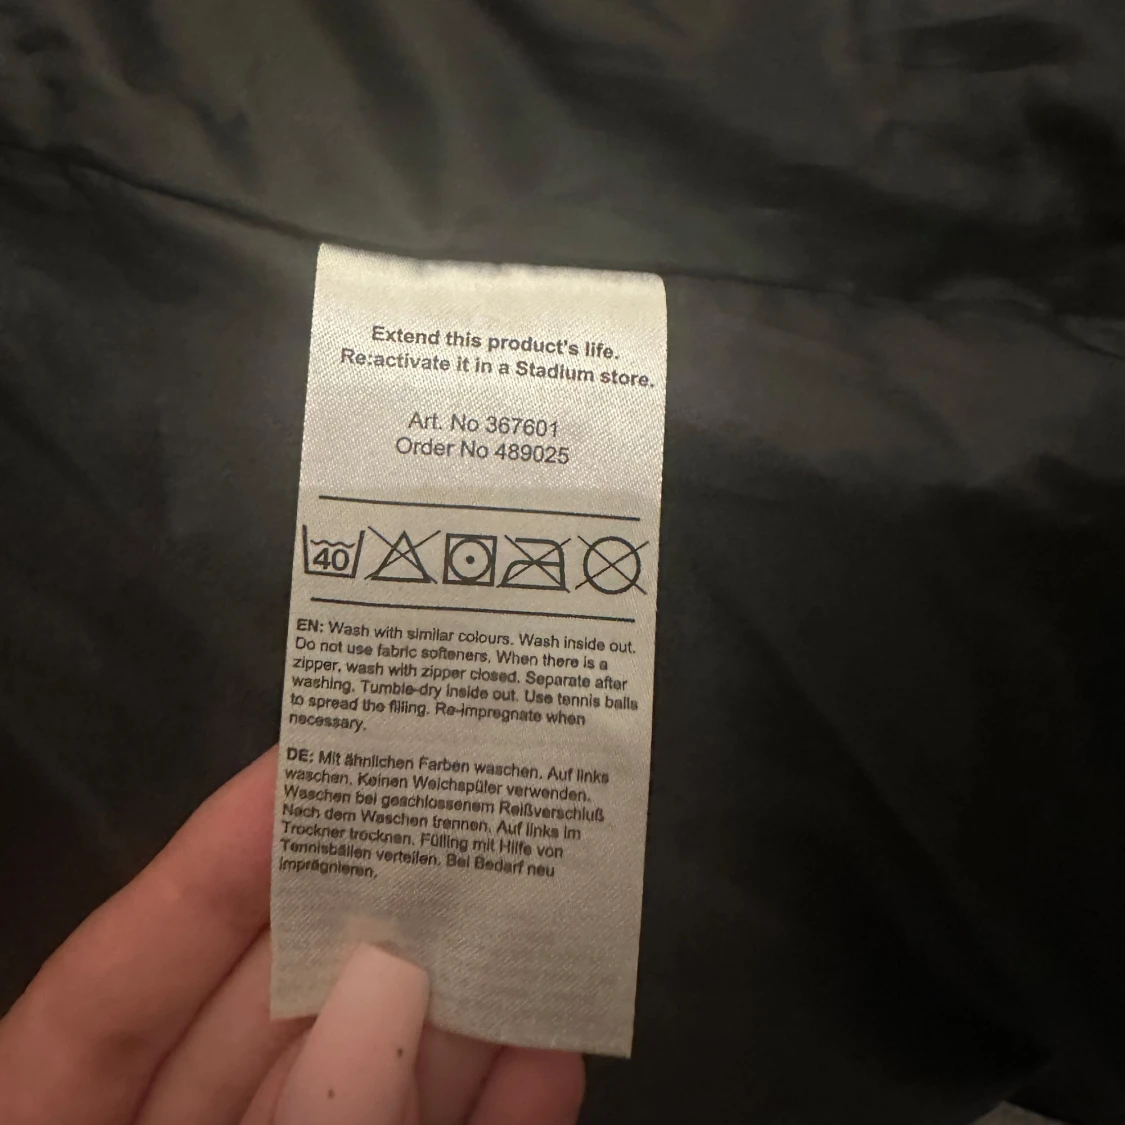 Extend this product's life.
Re:activate it in a Stadium store.
Art. No 367601
Order No 489025
40
EN: Wash with similar colours. Wash inside out.
Do not use fabric softeners. When there is a
zipper, wash with zipper closed. Separate after
washing. Tumble-dry inside out. Use tennis balls
to spread the filling. Re-impregnate when
necessary.
DE: Mit ähnlichen Farben waschen. Auf links
waschen. Keinen Weichspüler verwenden.
Waschen bei geschlossenem Reißverschluß
Nach dem Waschen trennen. Auf links im
Trockner trocknen. Fülling mit Hilfe von
Tennisbällen verteilen. Bei Bedarf neu
imprägnieren.